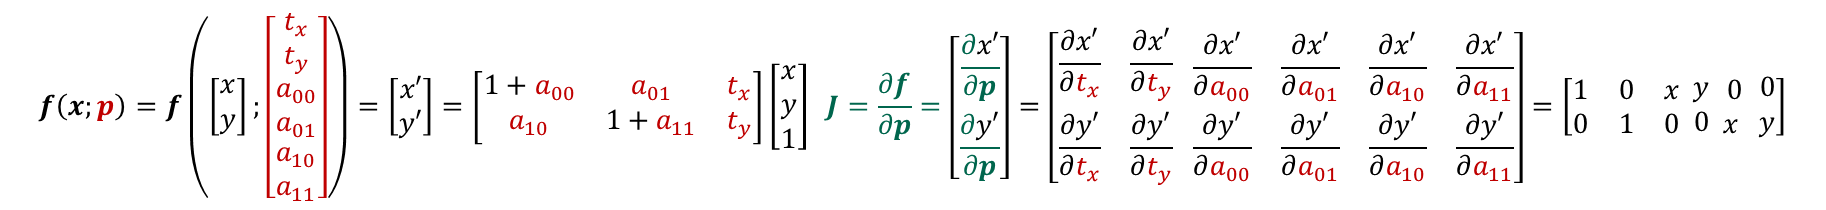 f(x; p) = f([x y]; [t_x t_y a_00 a_01 a_10 a_11]) = [x′ y′] = [1 + a_00 a_01 t_x; a_10 1 + a_11 t_y] [x y 1] J = ∂f/∂p = [∂x′/∂p; ∂y′/∂p] = [∂x′/∂t_x ∂x′/∂t_y ∂x′/∂a_00 ∂x′/∂a_01 ∂x′/∂a_10 ∂x′/∂a_11; ∂y′/∂t_x ∂y′/∂t_y ∂y′/∂a_00 ∂y′/∂a_01 ∂y′/∂a_10 ∂y′/∂a_11] = [1 0 x y 0 0; 0 1 0 0 x y]